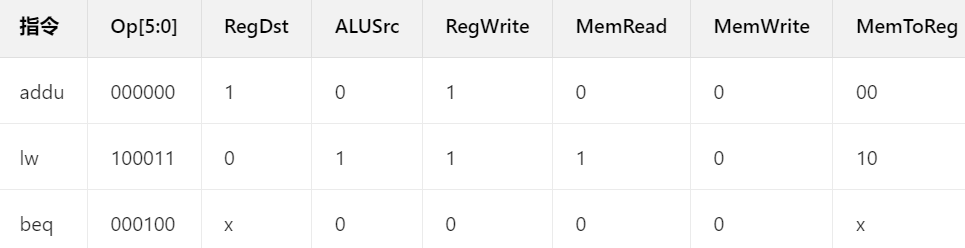 指令 Op[5:0] RegDst ALUSrc RegWrite MemRead MemWrite MemToReg
addu 000000 1 0 1 0 0 00
lw 100011 0 1 1 1 0 10
beq 000100 x 0 0 0 0 x